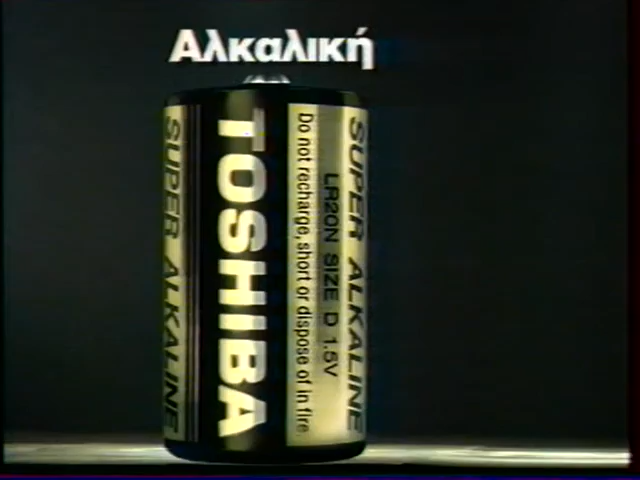 Αλκαλική
SUPER ALKALINE
TOSHIBA
Do not recharge, short or dispose of in fire.
LR20N SIZE D 1.5V
SUPER ALKALINE